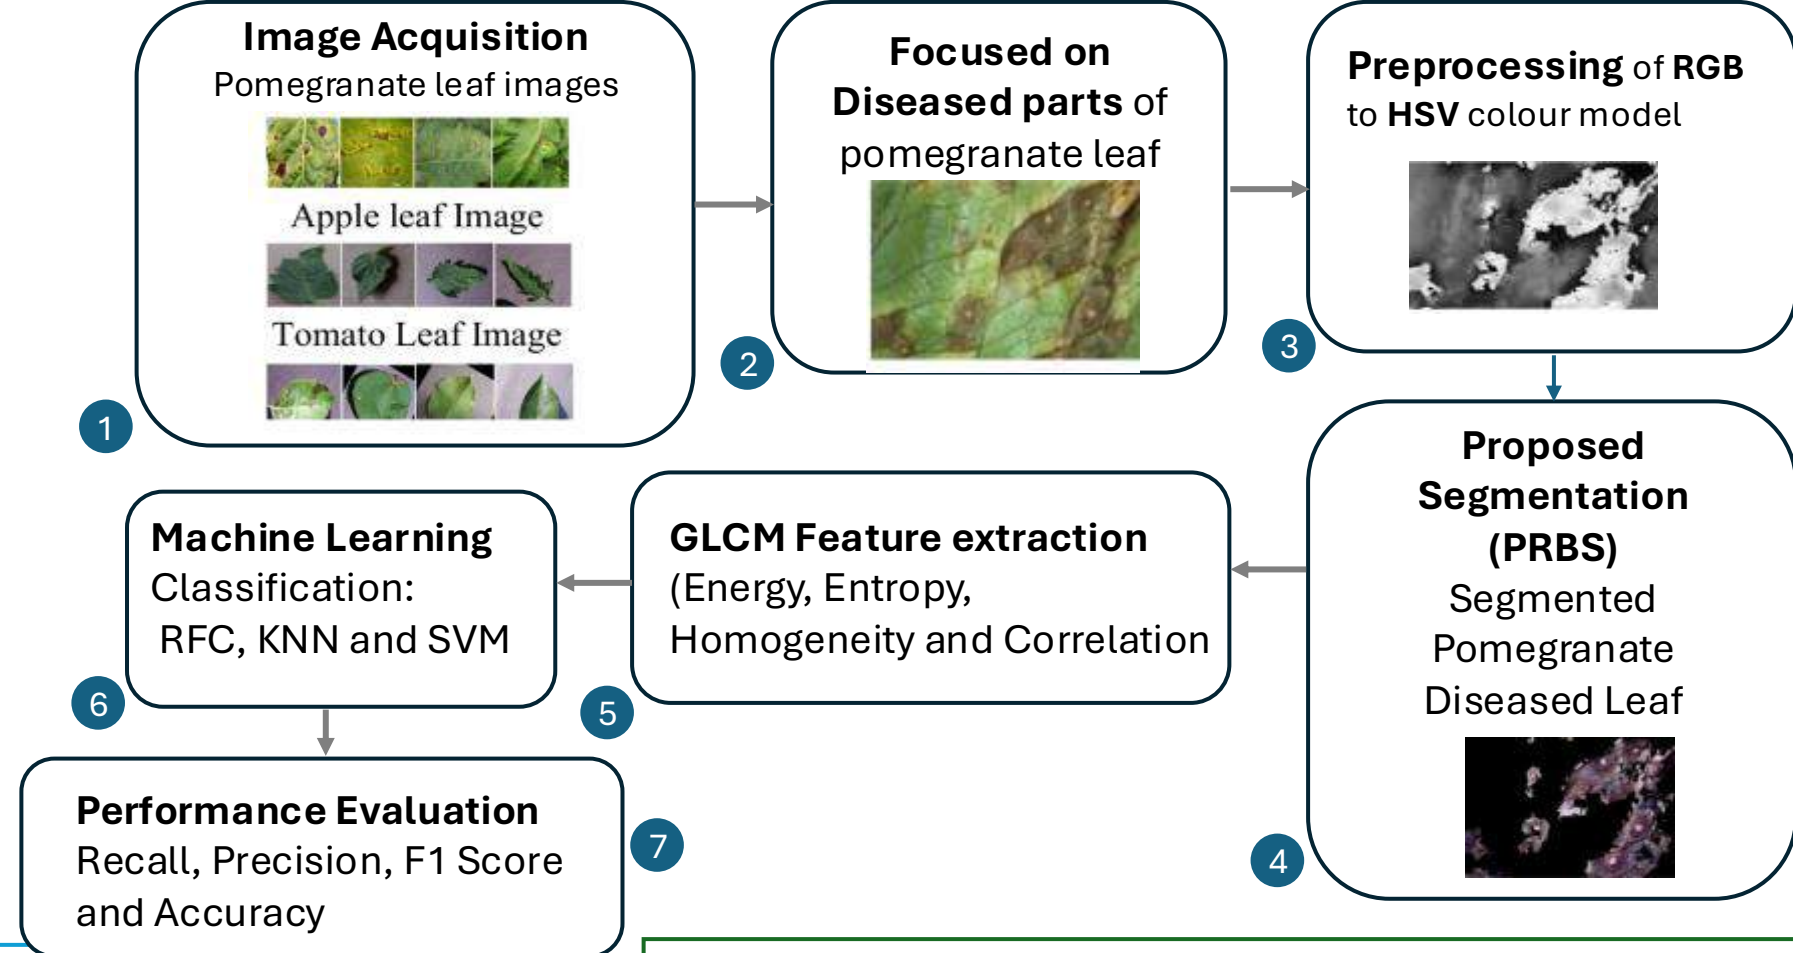 Image Acquisition
Pomegranate leaf images
Apple leaf Image
Tomato Leaf Image
1
Focused on
Diseased parts of
pomegranate leaf
2
Preprocessing of RGB
to HSV colour model
3
Proposed
Segmentation
(PRBS)
Segmented
Pomegranate
Diseased Leaf
4
GLCM Feature extraction
(Energy, Entropy,
Homogeneity and Correlation
5
Machine Learning
Classification:
RFC, KNN and SVM
6
Performance Evaluation
Recall, Precision, F1 Score
and Accuracy
7